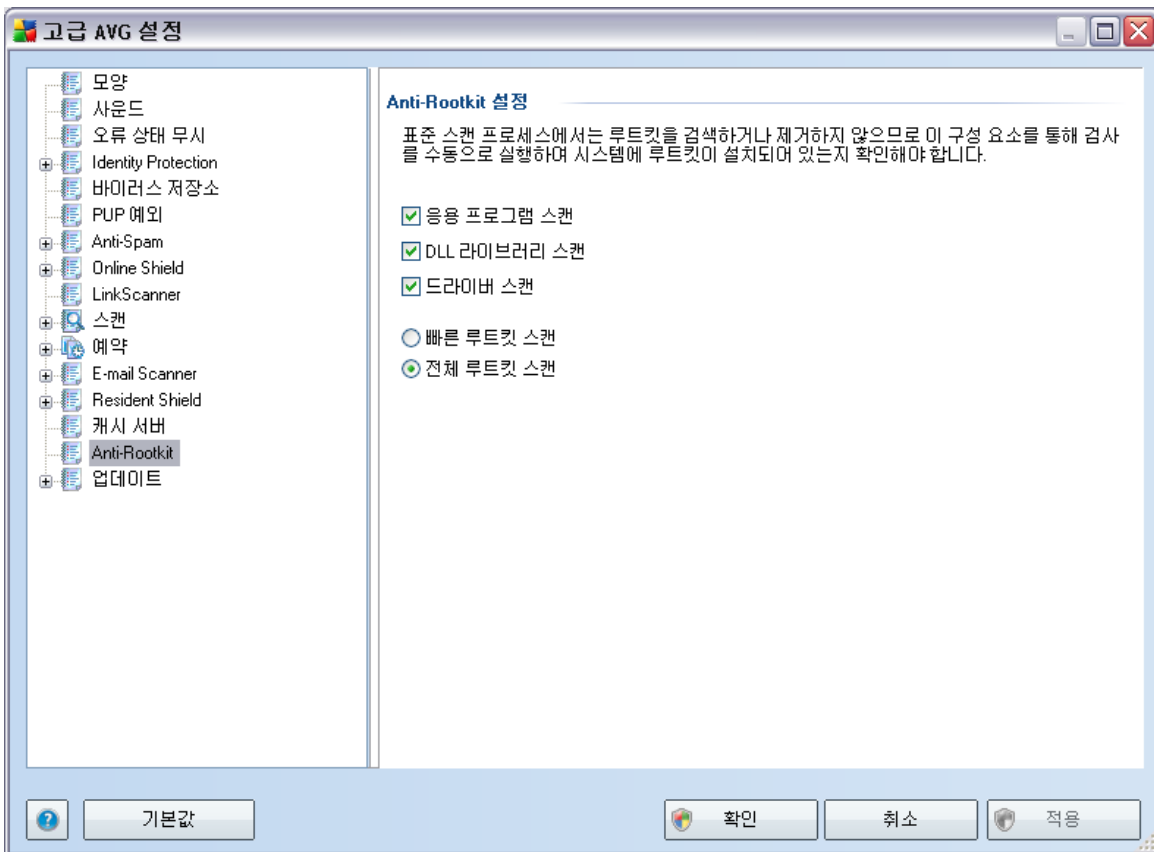 고급 AVG 설정
모양
사운드
오류 상태 무시
Identity Protection
바이러스 저장소
PUP 예외
Anti-Spam
Online Shield
LinkScanner
스캔
예약
E-mail Scanner
Resident Shield
캐시 서버
Anti-Rootkit
업데이트
Anti-Rootkit 설정
표준 스캔 프로세스에서는 루트킷을 검색하거나 제거하지 않으므로 이 구성 요소를 통해 검사
를 수동으로 실행하여 시스템에 루트킷이 설치되어 있는지 확인해야 합니다.
응용 프로그램 스캔
DLL 라이브러리 스캔
드라이버 스캔
빠른 루트킷 스캔
전체 루트킷 스캔
기본값
확인
취소
적용